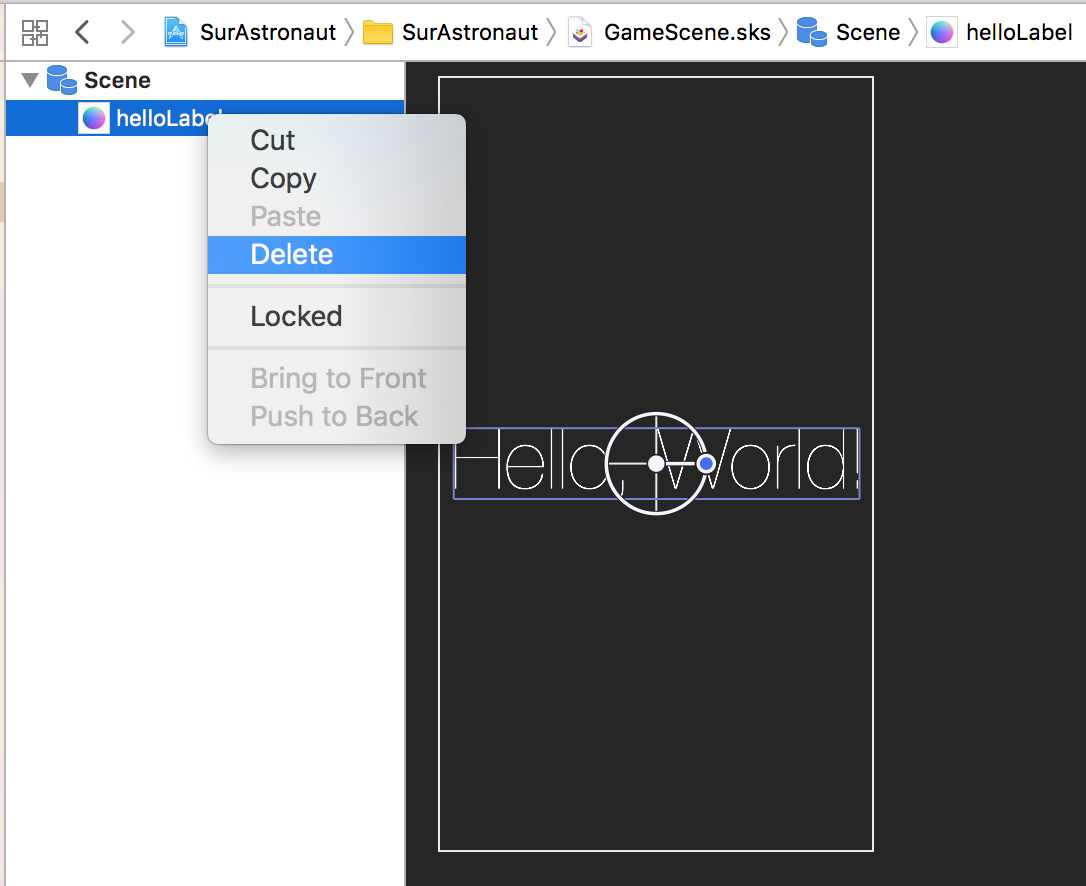 SurAstronaut SurAstronaut GameScene.sks Scene helloLabel
Scene
helloLabel
Cut
Copy
Paste
Delete
Locked
Bring to Front
Push to Back
Hello, World!